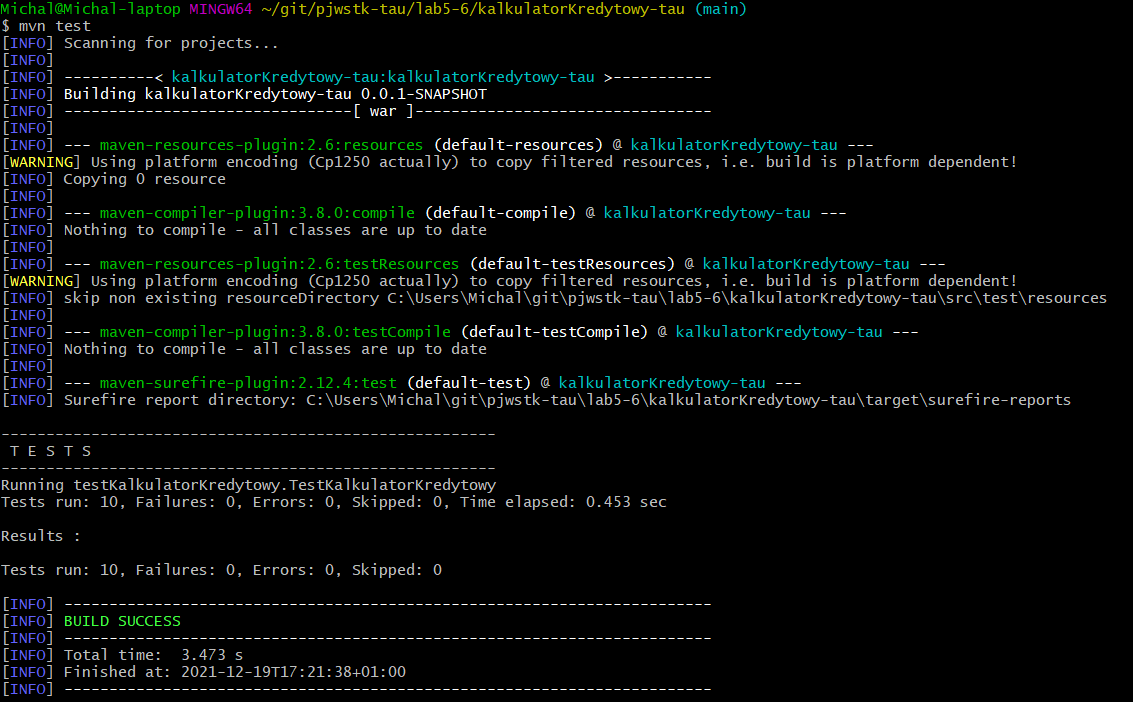 Michal@Michal-laptop MINGW64 ~/git/pjwstk-tau/lab5-6/kalkulatorKredytowy-tau (main)
$ mvn test
[INFO] Scanning for projects...
[INFO]
[INFO] ----------< kalkulatorKredytowy-tau:kalkulatorKredytowy-tau >-----------
[INFO] Building kalkulatorKredytowy-tau 0.0.1-SNAPSHOT
[INFO] --------------------------------[ war ]---------------------------------
[INFO]
[INFO] --- maven-resources-plugin:2.6:resources (default-resources) @ kalkulatorKredytowy-tau ---
[WARNING] Using platform encoding (Cp1250 actually) to copy filtered resources, i.e. build is platform dependent!
[INFO] Copying 0 resource
[INFO]
[INFO] --- maven-compiler-plugin:3.8.0:compile (default-compile) @ kalkulatorKredytowy-tau ---
[INFO] Nothing to compile - all classes are up to date
[INFO]
[INFO] --- maven-resources-plugin:2.6:testResources (default-testResources) @ kalkulatorKredytowy-tau ---
[WARNING] Using platform encoding (Cp1250 actually) to copy filtered resources, i.e. build is platform dependent!
[INFO] skip non existing resourceDirectory C:\Users\Michal\git\pjwstk-tau\lab5-6\kalkulatorKredytowy-tau\src\test\resources
[INFO]
[INFO] --- maven-compiler-plugin:3.8.0:testCompile (default-testCompile) @ kalkulatorKredytowy-tau ---
[INFO] Nothing to compile - all classes are up to date
[INFO]
[INFO] --- maven-surefire-plugin:2.12.4:test (default-test) @ kalkulatorKredytowy-tau ---
[INFO] Surefire report directory: C:\Users\Michal\git\pjwstk-tau\lab5-6\kalkulatorKredytowy-tau\target\surefire-reports
-------------------------------------------------------
T E S T S
-------------------------------------------------------
Running testKalkulatorKredytowy.TestKalkulatorKredytowy
Tests run: 10, Failures: 0, Errors: 0, Skipped: 0, Time elapsed: 0.453 sec
Results :
Tests run: 10, Failures: 0, Errors: 0, Skipped: 0
[INFO] ------------------------------------------------------------------------
[INFO] BUILD SUCCESS
[INFO] ------------------------------------------------------------------------
[INFO] Total time:  3.473 s
[INFO] Finished at: 2021-12-19T17:21:38+01:00
[INFO] ------------------------------------------------------------------------